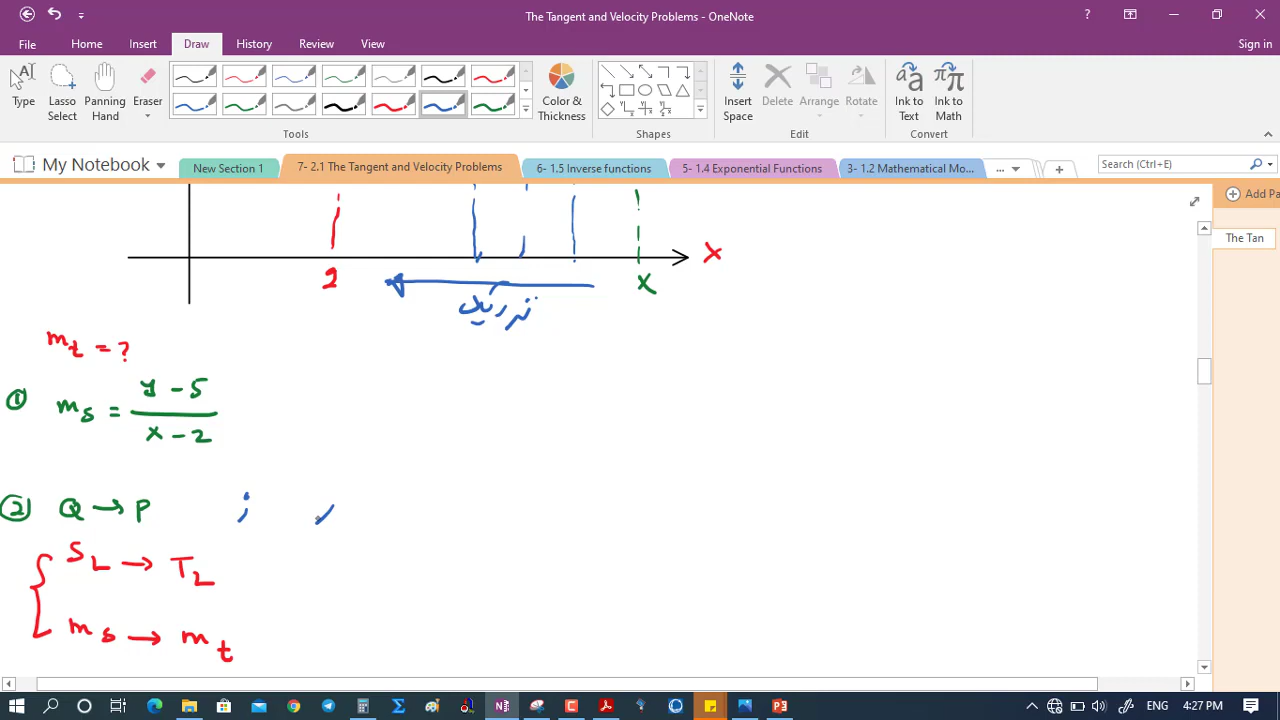 The Tangent and Velocity Problems - OneNote
File Home Insert Draw History Review View Sign in
Type Lasso Select Panning Hand Eraser Color & Thickness Insert Space Delete Arrange Rotate Ink to Text Ink to Math
Tools Shapes Edit Convert
My Notebook New Section 1 7- 2.1 The Tangent and Velocity Problems 6- 1.5 Inverse functions 5- 1.4 Exponential Functions 3- 1.2 Mathematical Mo... ... Search (Ctrl+E)
Add Pa
The Tan
x
2 x
m_t = ?
① m_s = (y - 5)/(x - 2)
② Q → P ;
S_L → T_L
m_s → m_t
4:27 PM